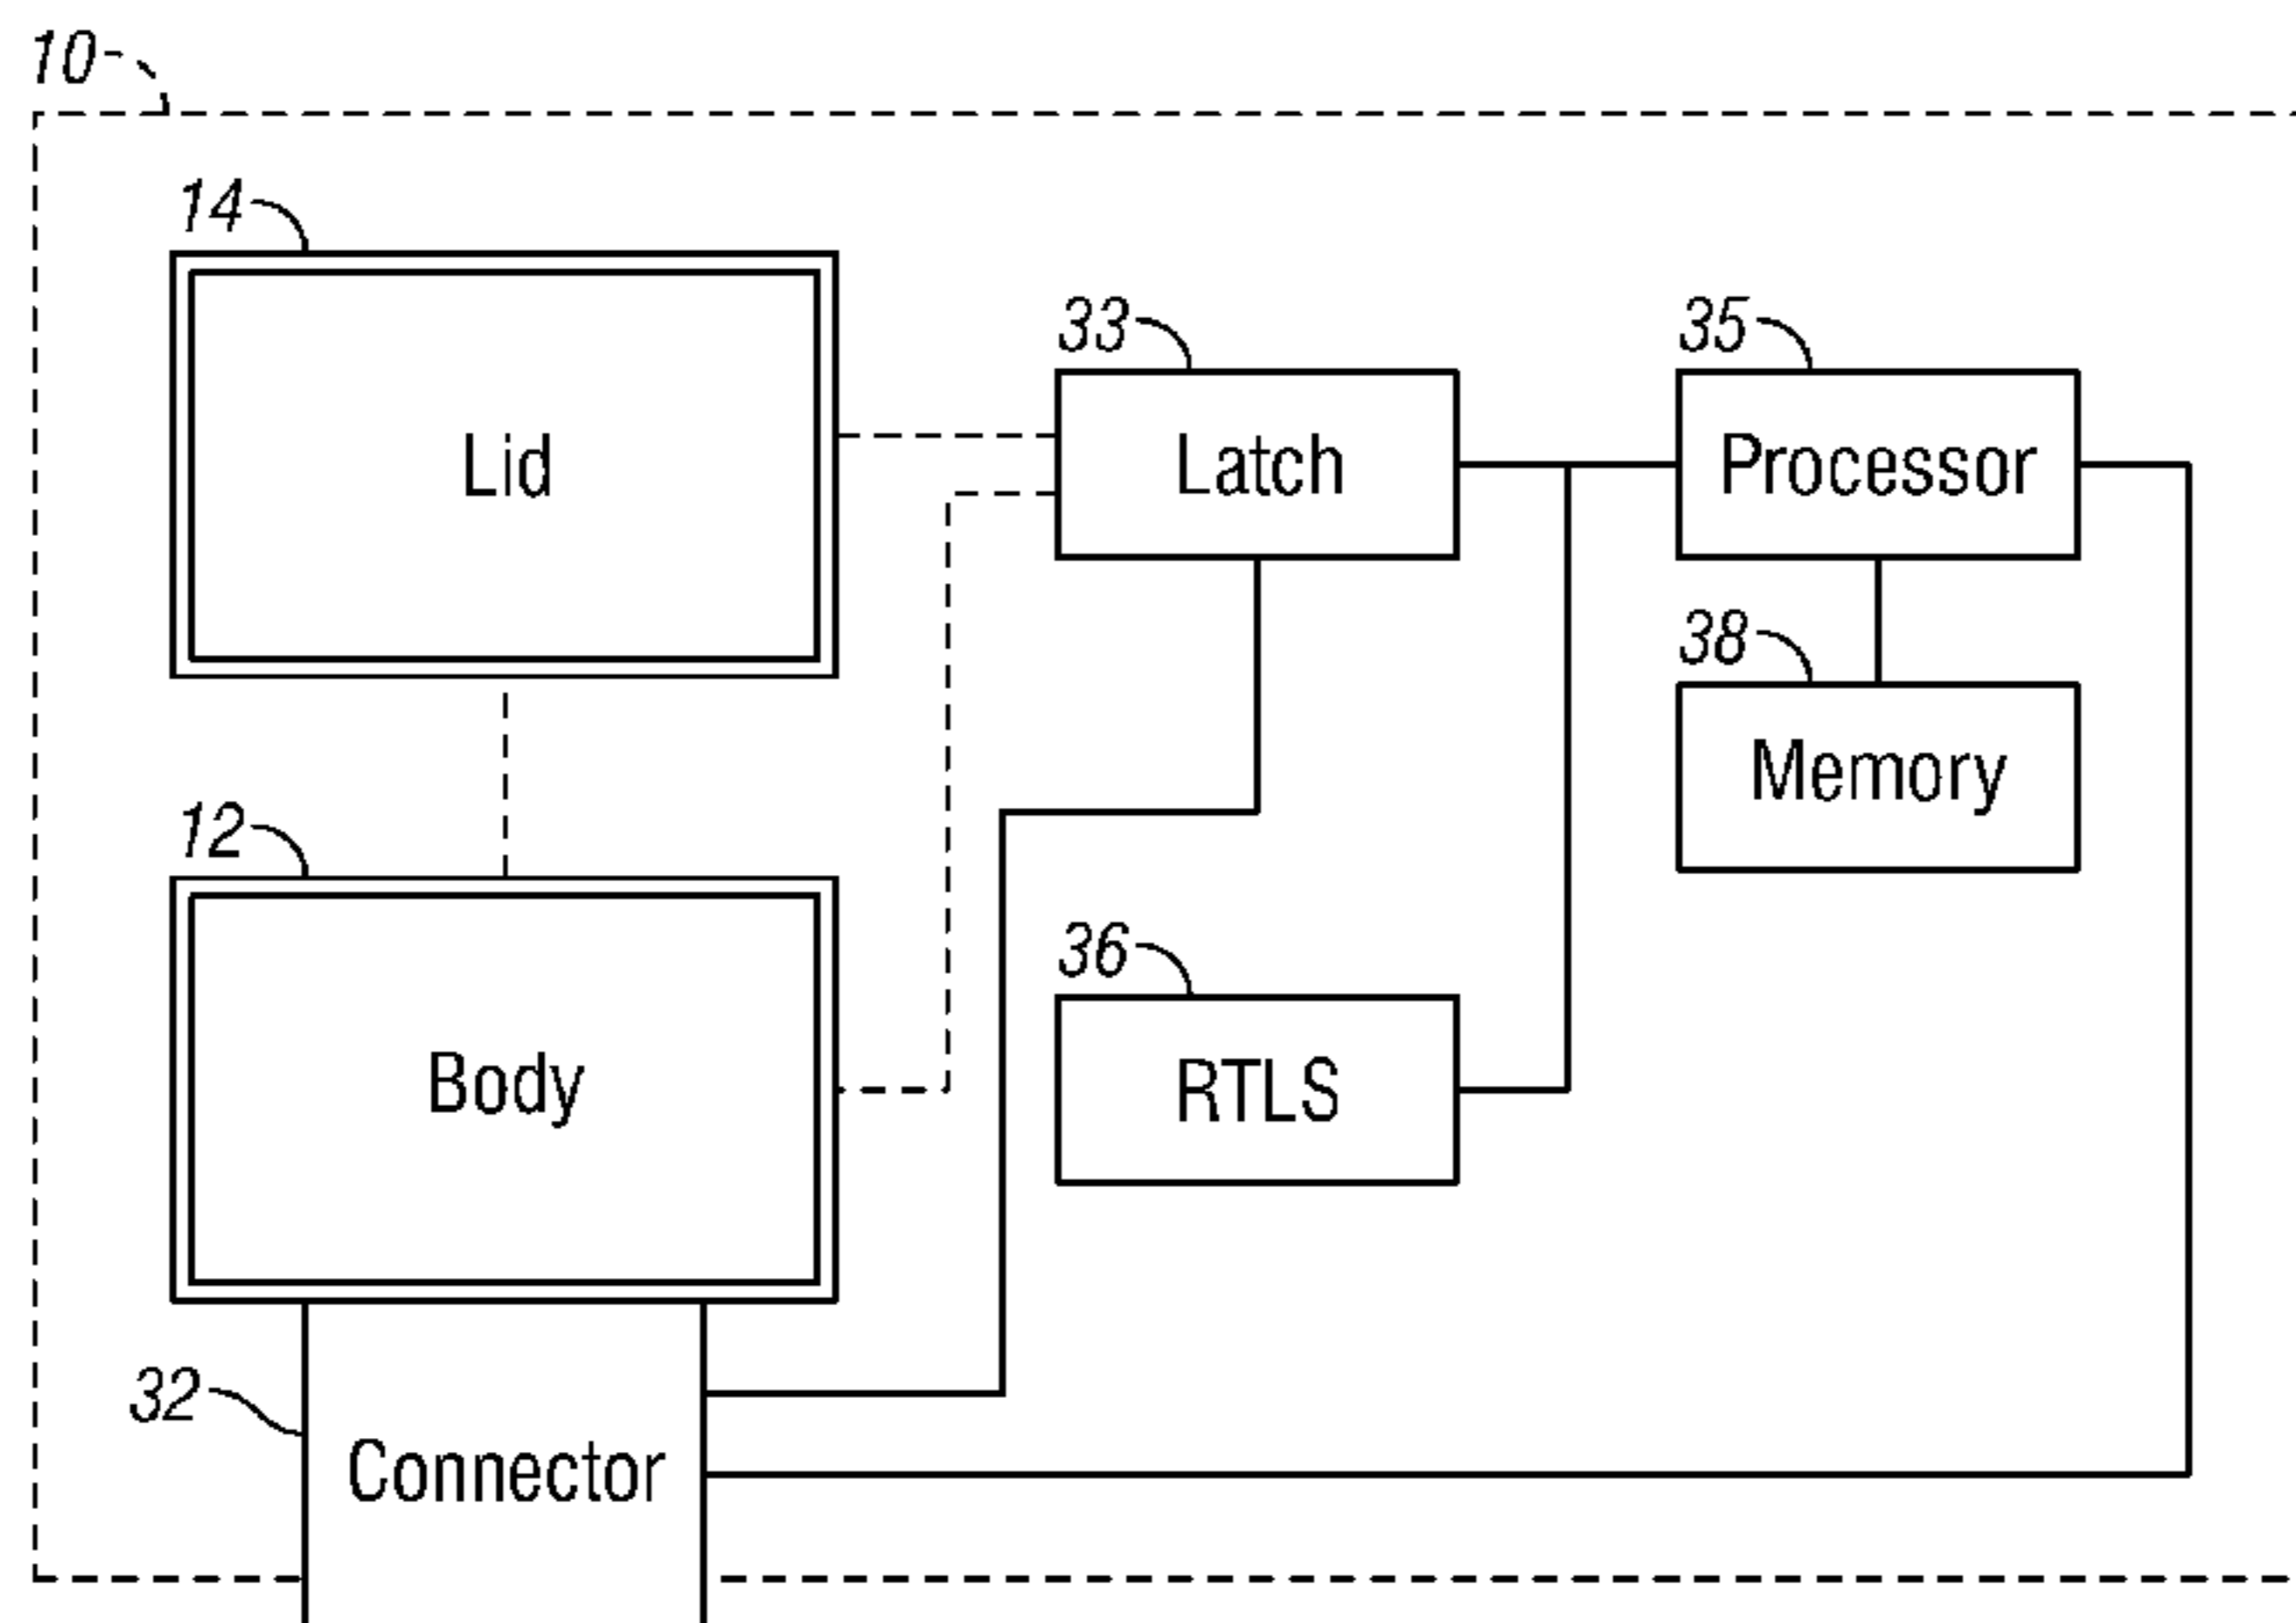 10
14
Lid
33
Latch
35
Processor
38
Memory
12
Body
36
RTLS
32
Connector